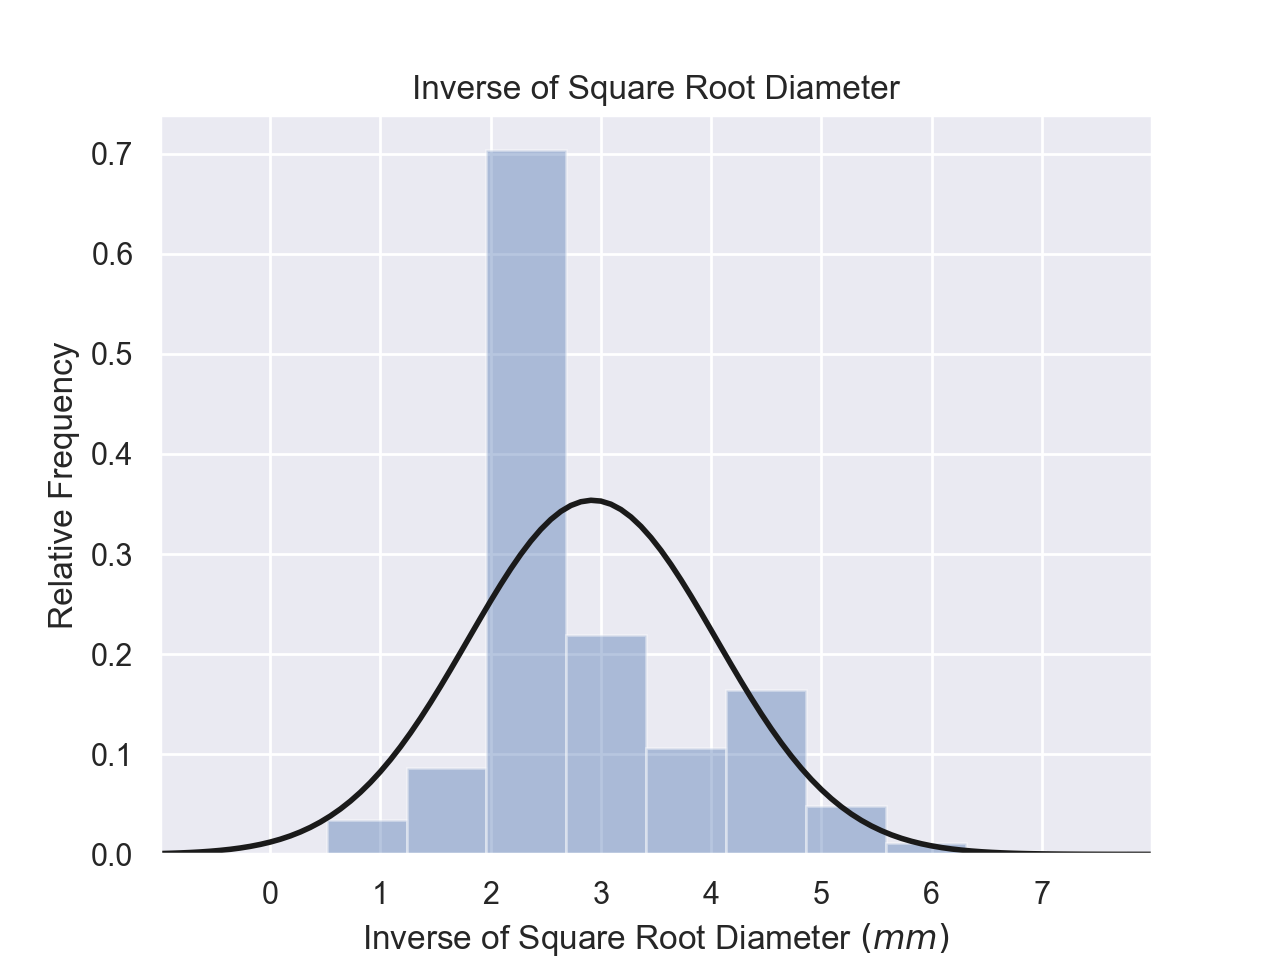 Inverse of Square Root Diameter
0.7
0.6
0.5
0.4
0.3
0.2
0.1
0.0
Relative Frequency
0 1 2 3 4 5 6 7
Inverse of Square Root Diameter (mm)